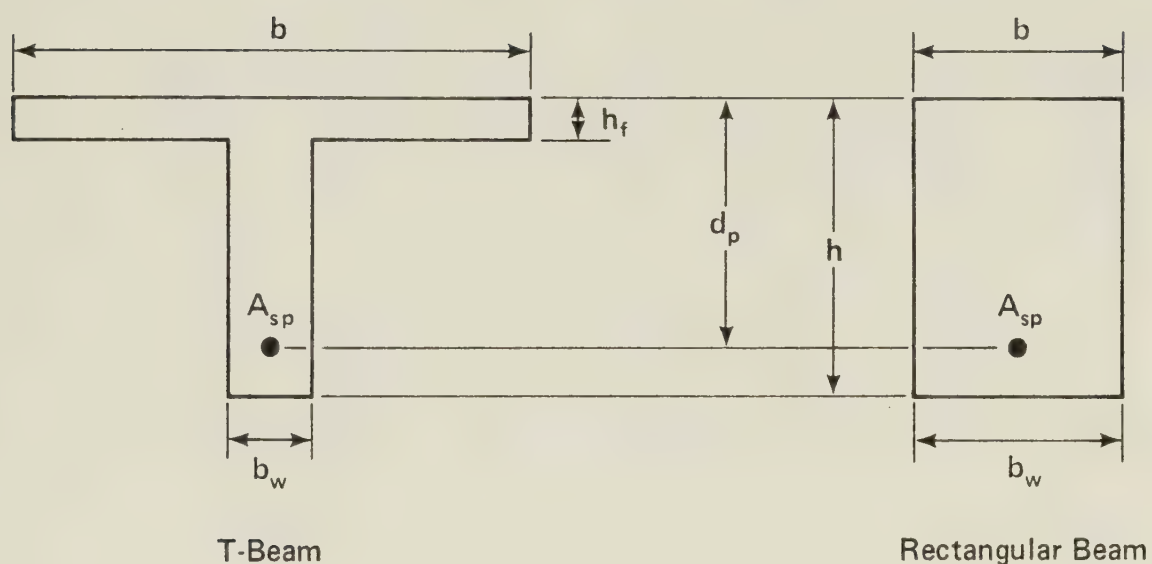 b
b
h_f
d_p
h
A_sp
A_sp
b_w
b_w
T-Beam
Rectangular Beam